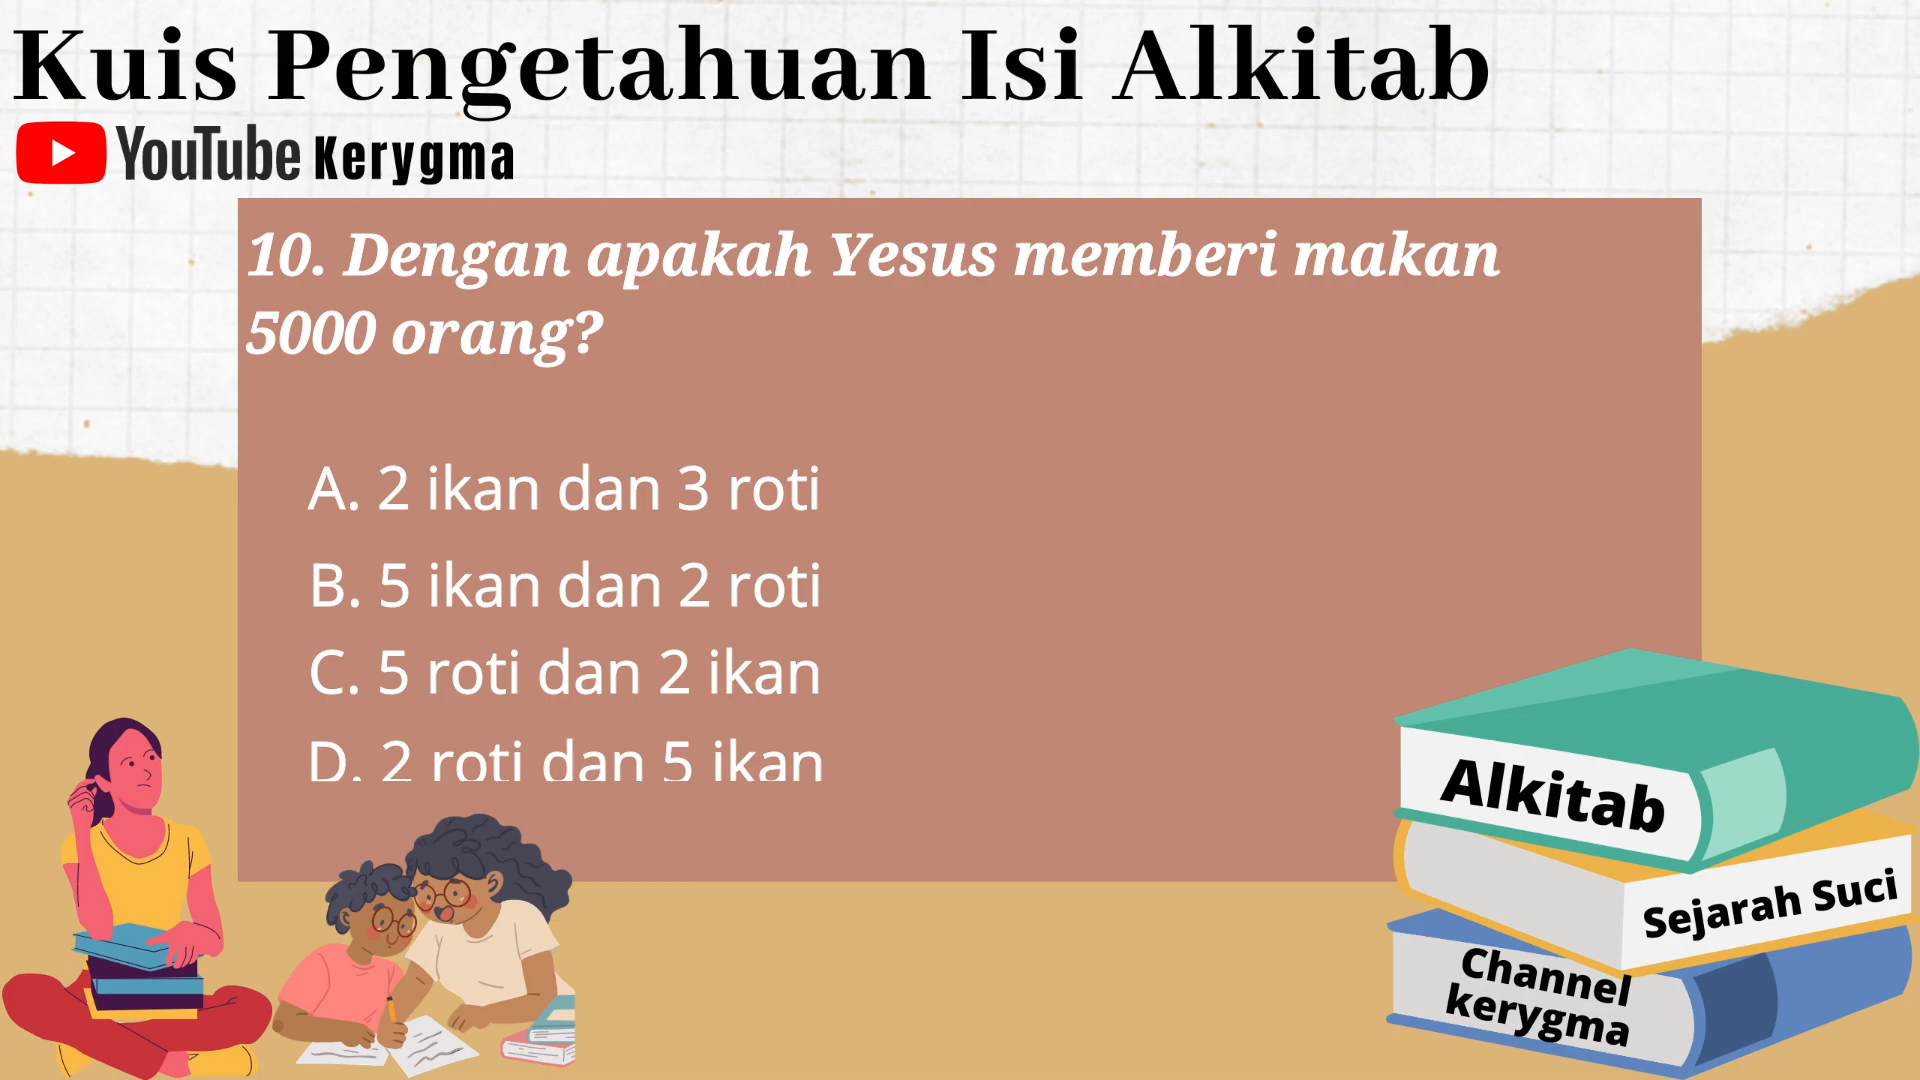 Kuis Pengetahuan Isi Alkitab
YouTube Kerygma
10. Dengan apakah Yesus memberi makan
5000 orang?
A. 2 ikan dan 3 roti
B. 5 ikan dan 2 roti
C. 5 roti dan 2 ikan
D. 2 roti dan 5 ikan
Alkitab
Sejarah Suci
Channel
kerygma